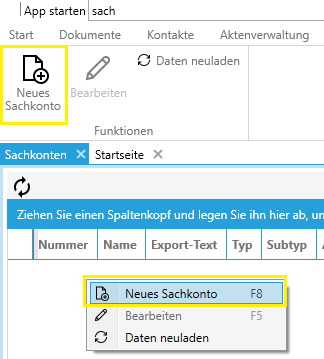 App starten sach
Start Dokumente Kontakte Aktenverwaltung
Neues
Sachkonto
Bearbeiten
Daten neuladen
Funktionen
Sachkonten Startseite
Ziehen Sie einen Spaltenkopf und legen Sie ihn hier ab, un
Nummer Name Export-Text Typ Subtyp
Neues Sachkonto F8
Bearbeiten F5
Daten neuladen